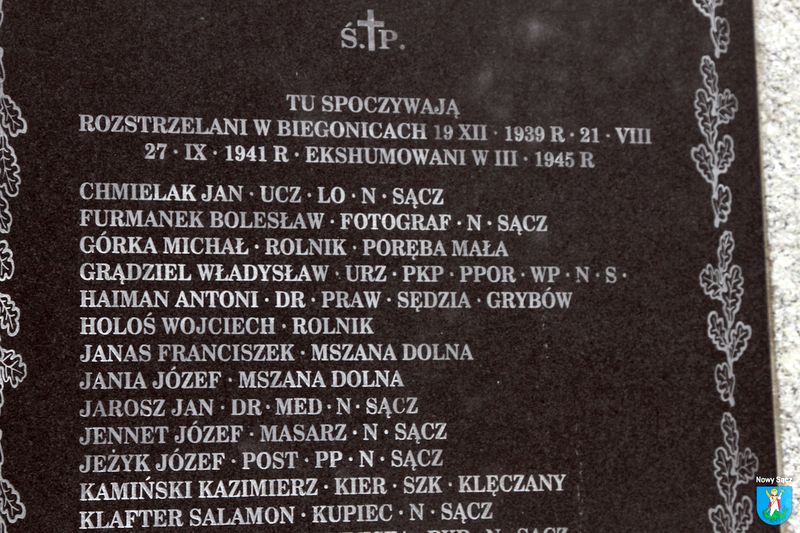 Ś.†P.
TU SPOCZYWAJĄ
ROZSTRZELANI W BIEGONICACH 19 XII · 1939 R · 21 · VIII
27 · IX · 1941 R · EKSHUMOWANI W III · 1945 R
CHMIELAK JAN · UCZ · LO · N · SĄCZ
FURMANEK BOLESŁAW · FOTOGRAF · N · SĄCZ
GÓRKA MICHAŁ · ROLNIK · PORĘBA MAŁA
GRĄDZIEL WŁADYSŁAW · URZ · PKP · PPOR · WP · N · S ·
HAIMAN ANTONI · DR · PRAW · SĘDZIA · GRYBÓW
HOLOŚ WOJCIECH · ROLNIK
JANAS FRANCISZEK · MSZANA DOLNA
JANIA JÓZEF · MSZANA DOLNA
JAROSZ JAN · DR · MED · N · SĄCZ
JENNET JÓZEF · MASARZ · N · SĄCZ
JEŻYK JÓZEF · POST · PP · N · SĄCZ
KAMIŃSKI KAZIMIERZ · KIER · SZK · KLĘCZANY
KLAFTER SALAMON · KUPIEC · N · SĄCZ
SĄCZ
Nowy Sącz